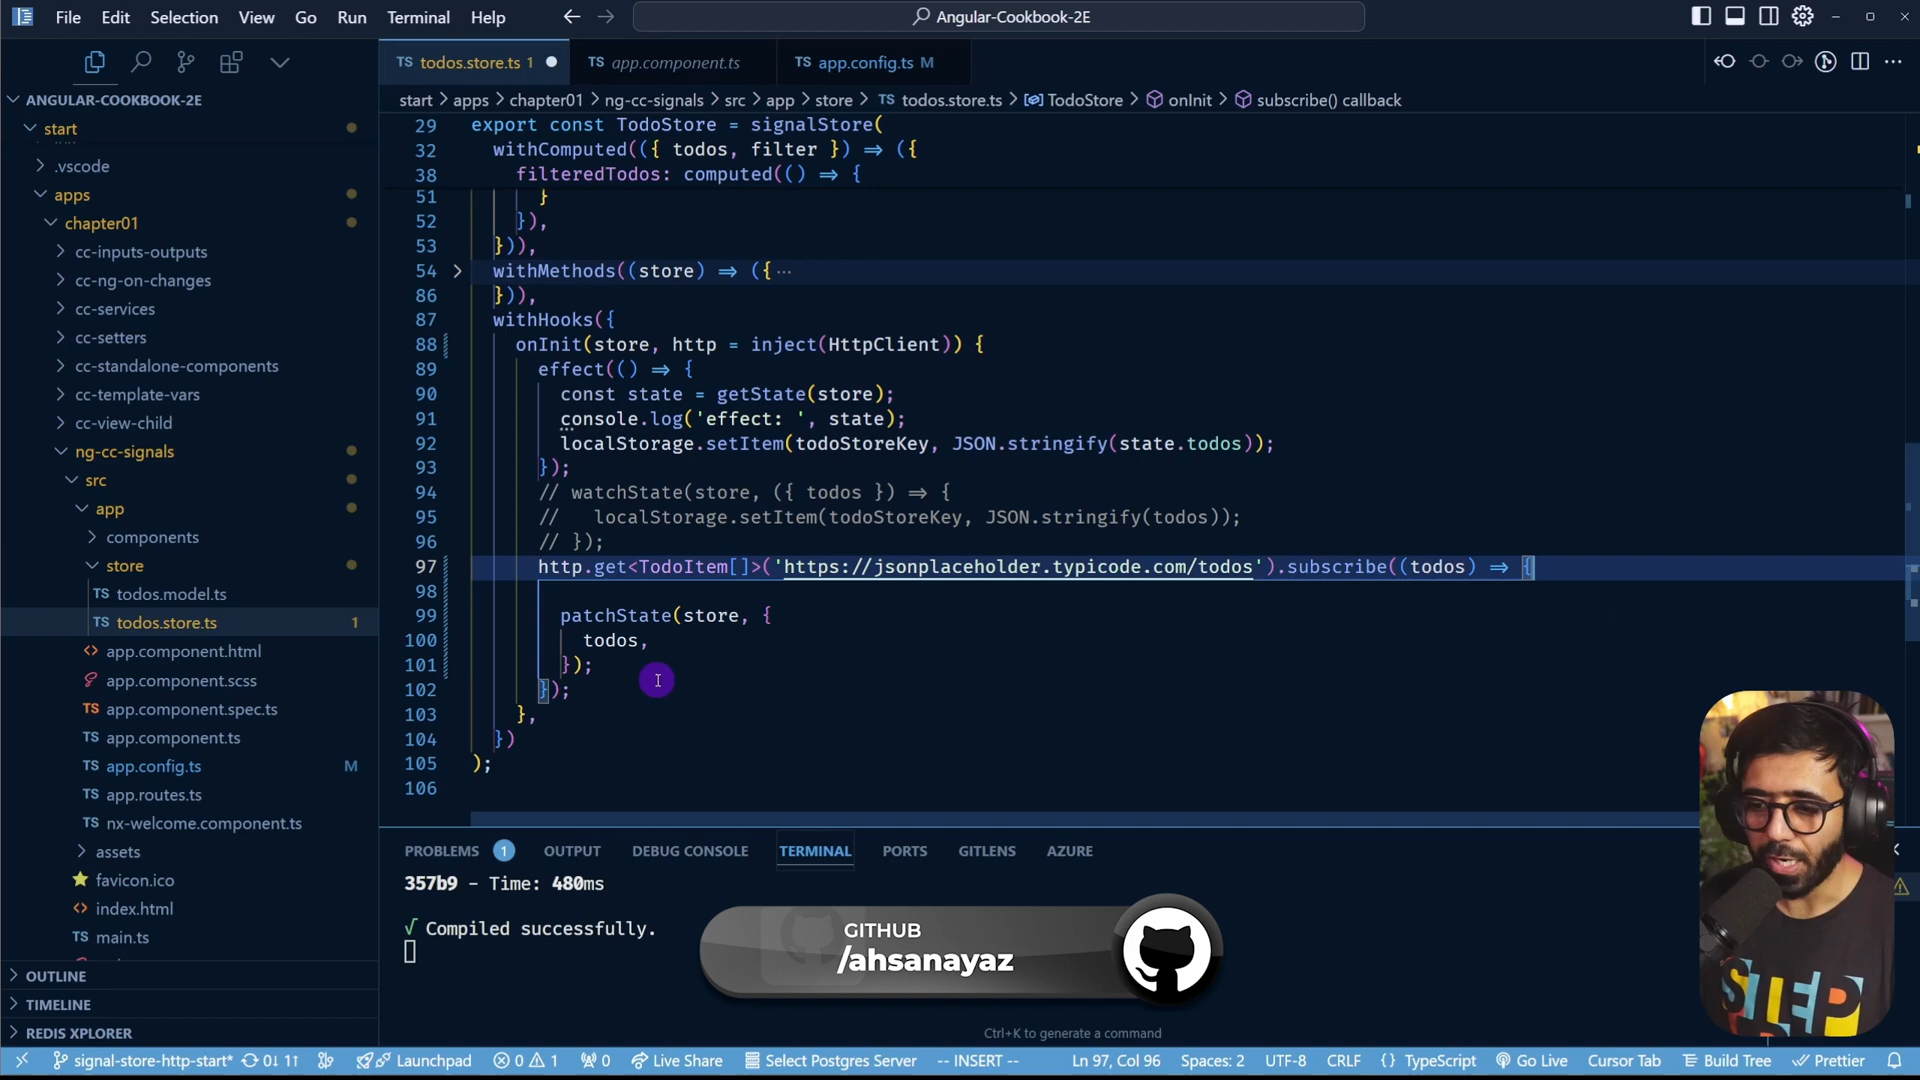 File Edit Selection View Go Run Terminal Help
Angular-Cookbook-2E
TS todos.store.ts 1
TS app.component.ts
TS app.config.ts M
start > apps > chapter01 > ng-cc-signals > src > app > store > TS todos.store.ts > TodoStore > onInit > subscribe() callback
ANGULAR-COOKBOOK-2E
start
.vscode
apps
chapter01
cc-inputs-outputs
cc-ng-on-changes
cc-services
cc-setters
cc-standalone-components
cc-template-vars
cc-view-child
ng-cc-signals
src
app
components
store
TS todos.model.ts
TS todos.store.ts 1
<> app.component.html
app.component.scss
TS app.component.spec.ts
TS app.component.ts
TS app.config.ts M
TS app.routes.ts
TS nx-welcome.component.ts
assets
favicon.ico
<> index.html
TS main.ts
OUTLINE
TIMELINE
REDIS XPLORER
29 export const TodoStore = signalStore(
32 withComputed(({ todos, filter }) => ({
38 filteredTodos: computed(() => {
51 }
52 }),
53 })),
54 withMethods((store) => ({ ...
86 })),
87 withHooks({
88 onInit(store, http = inject(HttpClient)) {
89 effect(() => {
90 const state = getState(store);
91 console.log('effect: ', state);
92 localStorage.setItem(todoStoreKey, JSON.stringify(state.todos));
93 });
94 // watchState(store, ({ todos }) => {
95 //   localStorage.setItem(todoStoreKey, JSON.stringify(todos));
96 // });
97 http.get<TodoItem[]>('https://jsonplaceholder.typicode.com/todos').subscribe((todos) => {
98
99 patchState(store, {
100 todos,
101 });
102 });
103 },
104 })
105 );
106
PROBLEMS 1 OUTPUT DEBUG CONSOLE TERMINAL PORTS GITLENS AZURE
357b9 - Time: 480ms
√ Compiled successfully.
GITHUB
/ahsanayaz
Ctrl+K to generate a command
STEP
signal-store-http-start* 0↓ 1↑ Launchpad 0 1 0 Live Share Select Postgres Server -- INSERT -- Ln 97, Col 96 Spaces: 2 UTF-8 CRLF {} TypeScript Go Live Cursor Tab Build Tree Prettier